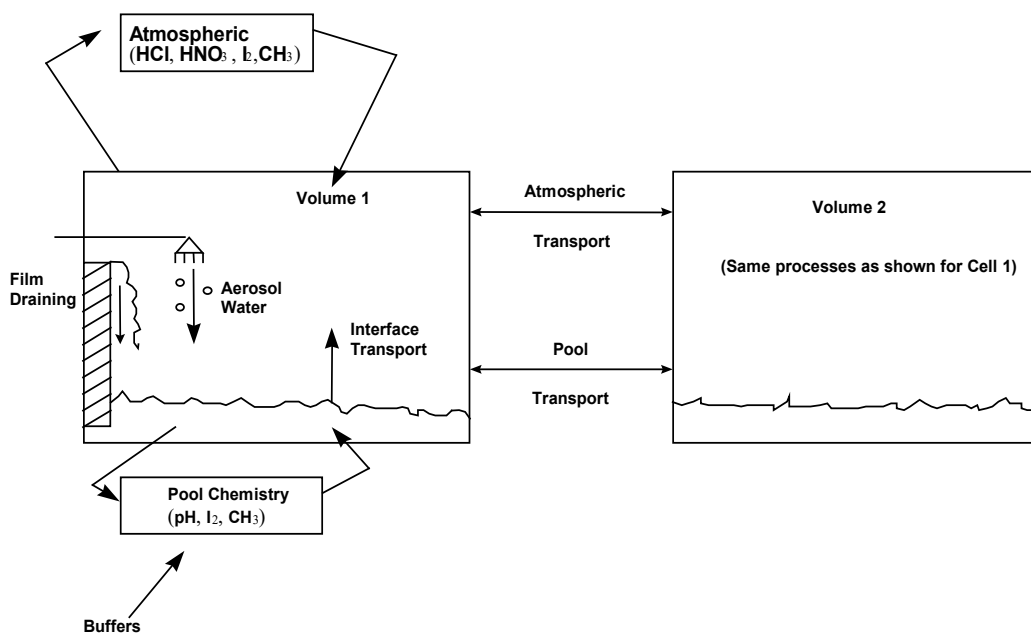 Atmospheric
(HCl, HNO₃ , I₂,CH₃)
Volume 1
Atmospheric
Transport
Volume 2
(Same processes as shown for Cell 1)
Film
Draining
Aerosol
Water
Interface
Transport
Pool
Transport
Pool Chemistry
(pH, I₂, CH₃)
Buffers